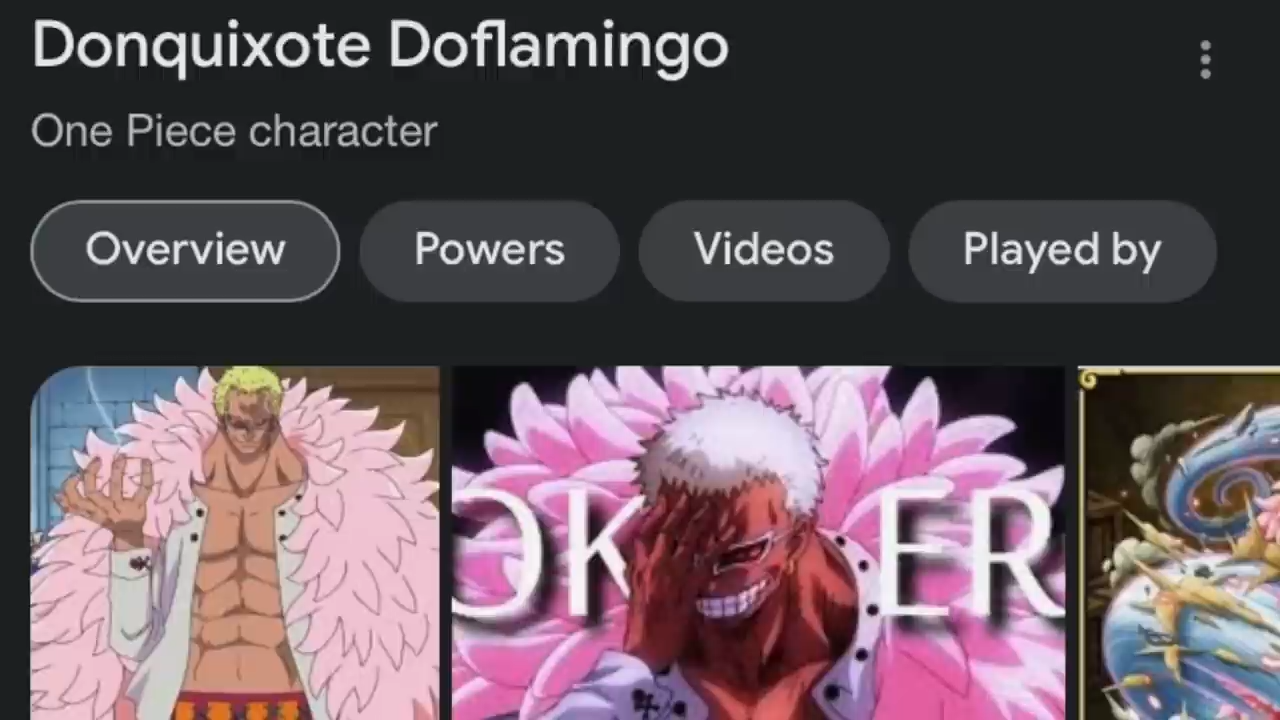 Donquixote Doflamingo
One Piece character
Overview Powers Videos Played by
OK ER